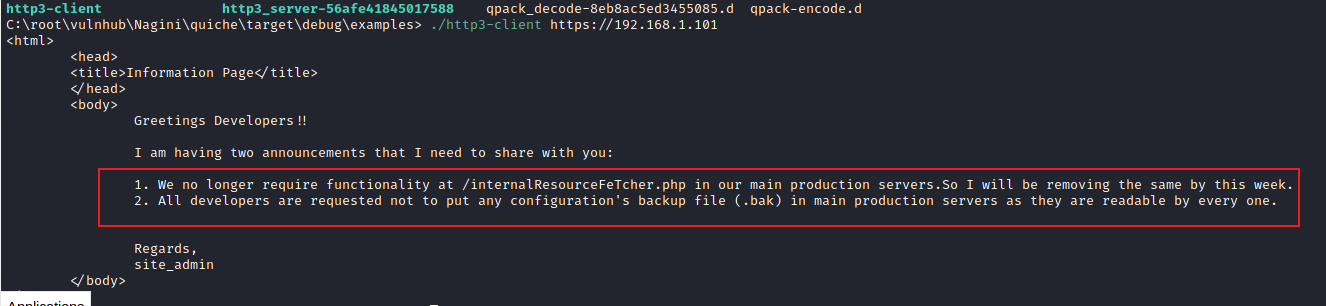 http3-client http3_server-56afe41845017588 qpack_decode-8eb8ac5ed3455085.d qpack-encode.d
C:\root\vulnhub\Nagini\quiche\target\debug\examples> ./http3-client https://192.168.1.101
<html>
<head>
<title>Information Page</title>
</head>
<body>
Greetings Developers!!
I am having two announcements that I need to share with you:
1. We no longer require functionality at /internalResourceFeTcher.php in our main production servers.So I will be removing the same by this week.
2. All developers are requested not to put any configuration's backup file (.bak) in main production servers as they are readable by every one.
Regards,
site_admin
</body>
Applications